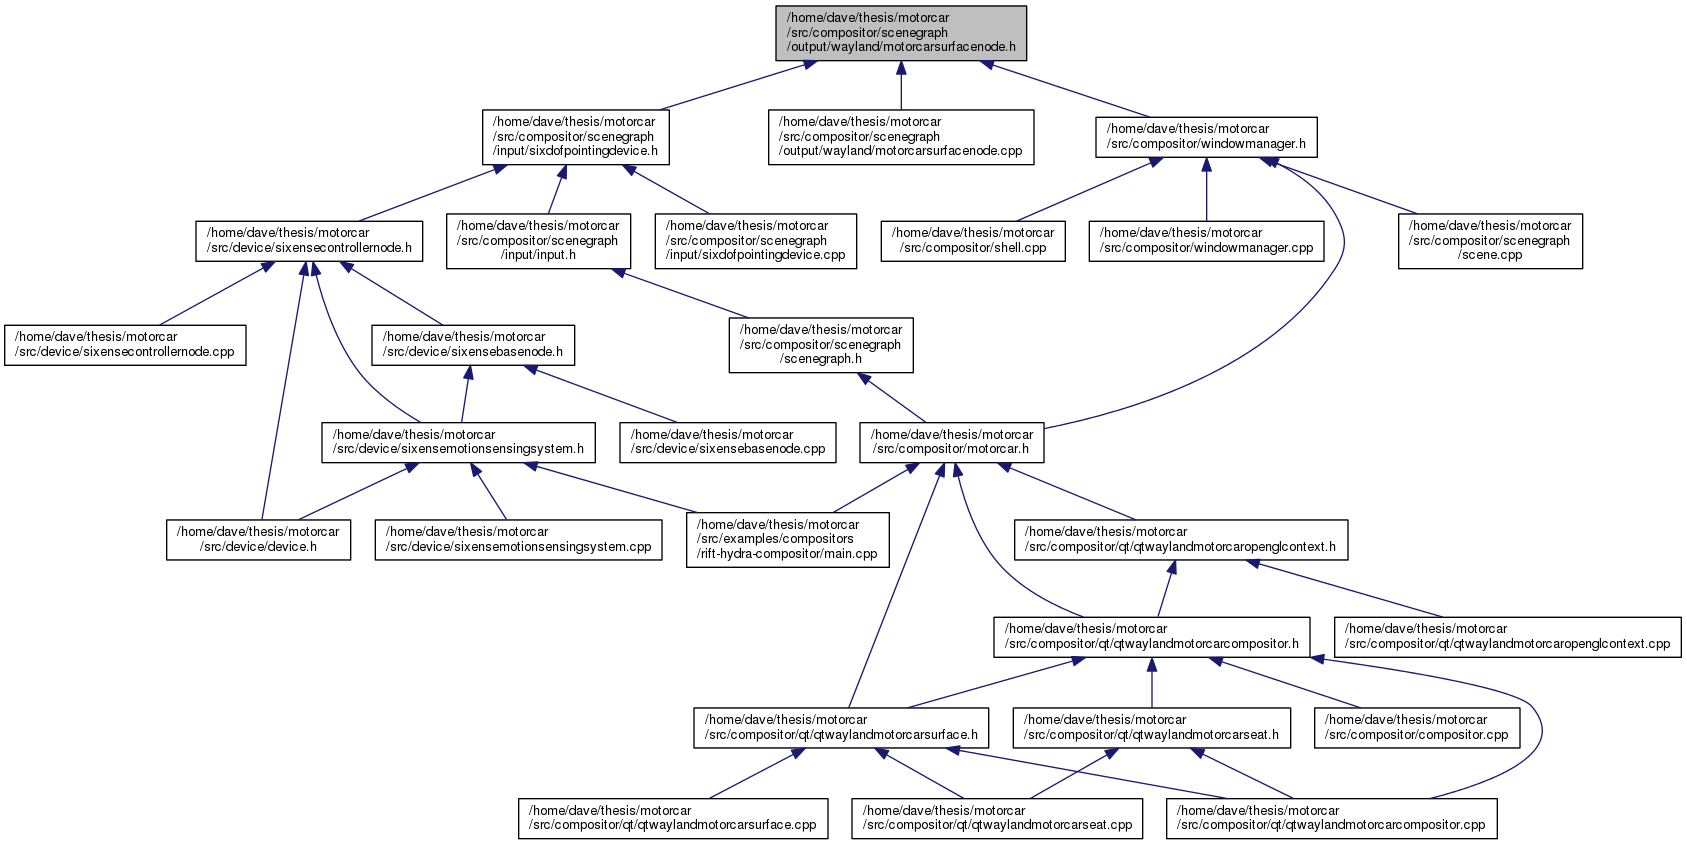 /home/dave/thesis/motorcar
/src/compositor/scenegraph
/output/wayland/motorcarsurfacenode.h
/home/dave/thesis/motorcar
/src/compositor/scenegraph
/input/sixdofpointingdevice.h
/home/dave/thesis/motorcar
/src/compositor/scenegraph
/output/wayland/motorcarsurfacenode.cpp
/home/dave/thesis/motorcar
/src/compositor/windowmanager.h
/home/dave/thesis/motorcar
/src/device/sixensecontrollernode.h
/home/dave/thesis/motorcar
/src/compositor/scenegraph
/input/input.h
/home/dave/thesis/motorcar
/src/compositor/scenegraph
/input/sixdofpointingdevice.cpp
/home/dave/thesis/motorcar
/src/compositor/shell.cpp
/home/dave/thesis/motorcar
/src/compositor/windowmanager.cpp
/home/dave/thesis/motorcar
/src/compositor/scenegraph
/scene.cpp
/home/dave/thesis/motorcar
/src/device/sixensecontrollernode.cpp
/home/dave/thesis/motorcar
/src/device/sixensebasenode.h
/home/dave/thesis/motorcar
/src/compositor/scenegraph
/scenegraph.h
/home/dave/thesis/motorcar
/src/device/sixensemotionsensingsystem.h
/home/dave/thesis/motorcar
/src/device/sixensebasenode.cpp
/home/dave/thesis/motorcar
/src/compositor/motorcar.h
/home/dave/thesis/motorcar
/src/device/device.h
/home/dave/thesis/motorcar
/src/device/sixensemotionsensingsystem.cpp
/home/dave/thesis/motorcar
/src/examples/compositors
/rift-hydra-compositor/main.cpp
/home/dave/thesis/motorcar
/src/compositor/qt/qtwaylandmotorcaropenglcontext.h
/home/dave/thesis/motorcar
/src/compositor/qt/qtwaylandmotorcarcompositor.h
/home/dave/thesis/motorcar
/src/compositor/qt/qtwaylandmotorcaropenglcontext.cpp
/home/dave/thesis/motorcar
/src/compositor/qt/qtwaylandmotorcarsurface.h
/home/dave/thesis/motorcar
/src/compositor/qt/qtwaylandmotorcarseat.h
/home/dave/thesis/motorcar
/src/compositor/compositor.cpp
/home/dave/thesis/motorcar
/src/compositor/qt/qtwaylandmotorcarsurface.cpp
/home/dave/thesis/motorcar
/src/compositor/qt/qtwaylandmotorcarseat.cpp
/home/dave/thesis/motorcar
/src/compositor/qt/qtwaylandmotorcarcompositor.cpp